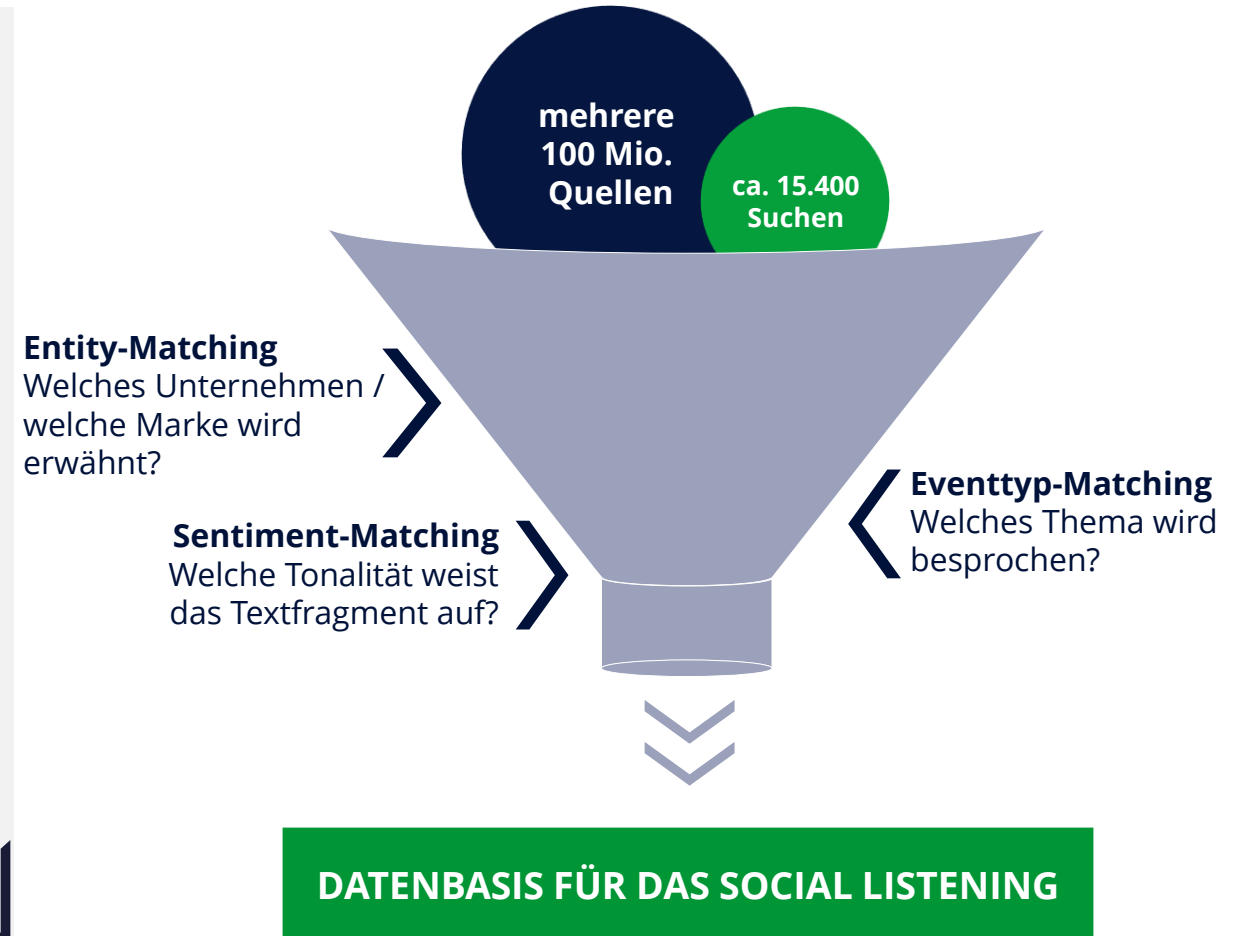 mehrere
100 Mio.
Quellen
ca. 15.400
Suchen
Entity-Matching
Welches Unternehmen /
welche Marke wird
erwähnt?
Eventtyp-Matching
Welches Thema wird
besprochen?
Sentiment-Matching
Welche Tonalität weist
das Textfragment auf?
DATENBASIS FÜR DAS SOCIAL LISTENING